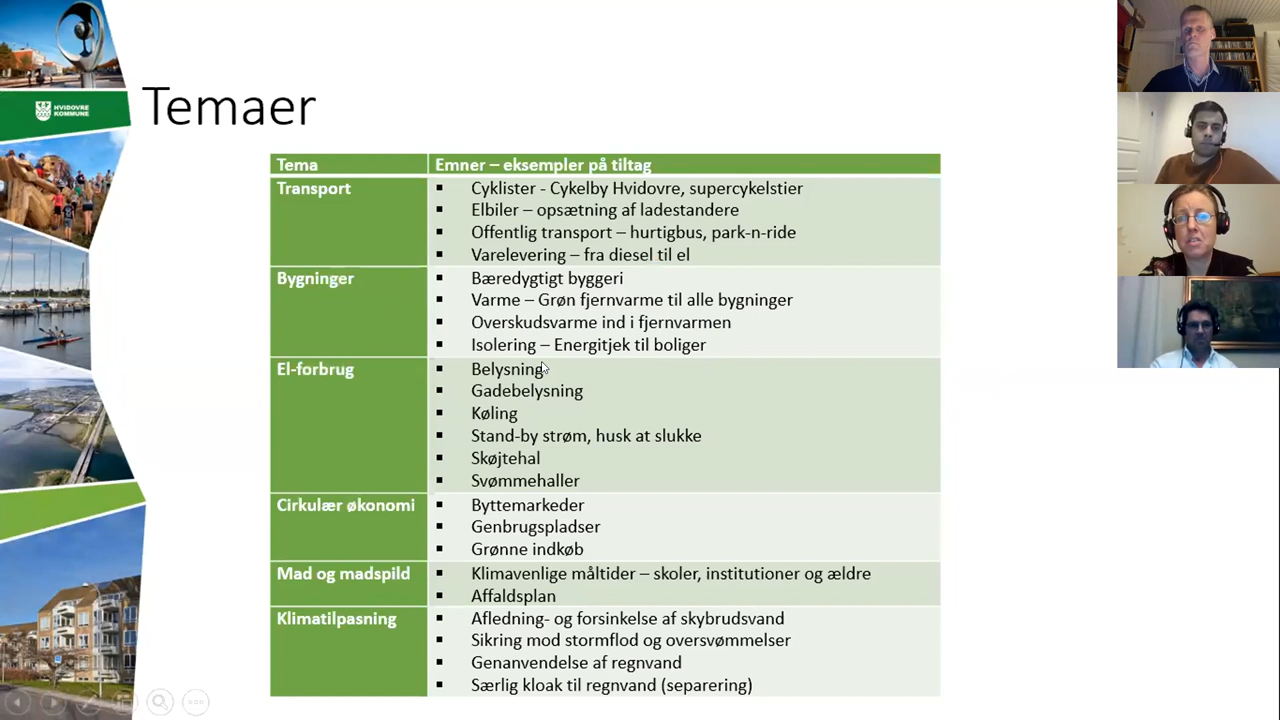 HVIDOVRE
KOMMUNE
Temaer
Tema
Emner – eksempler på tiltag
Transport
Cyklister - Cykelby Hvidovre, supercykelstier
Elbiler – opsætning af ladestandere
Offentlig transport – hurtigbus, park-n-ride
Varelevering – fra diesel til el
Bygninger
Bæredygtigt byggeri
Varme – Grøn fjernvarme til alle bygninger
Overskudsvarme ind i fjernvarmen
Isolering – Energitjek til boliger
El-forbrug
Belysning
Gadebelysning
Køling
Stand-by strøm, husk at slukke
Skøjtehal
Svømmehaller
Cirkulær økonomi
Byttemarkeder
Genbrugspladser
Grønne indkøb
Mad og madspild
Klimavenlige måltider – skoler, institutioner og ældre
Affaldsplan
Klimatilpasning
Afledning- og forsinkelse af skybrudsvand
Sikring mod stormflod og oversvømmelser
Genanvendelse af regnvand
Særlig kloak til regnvand (separering)